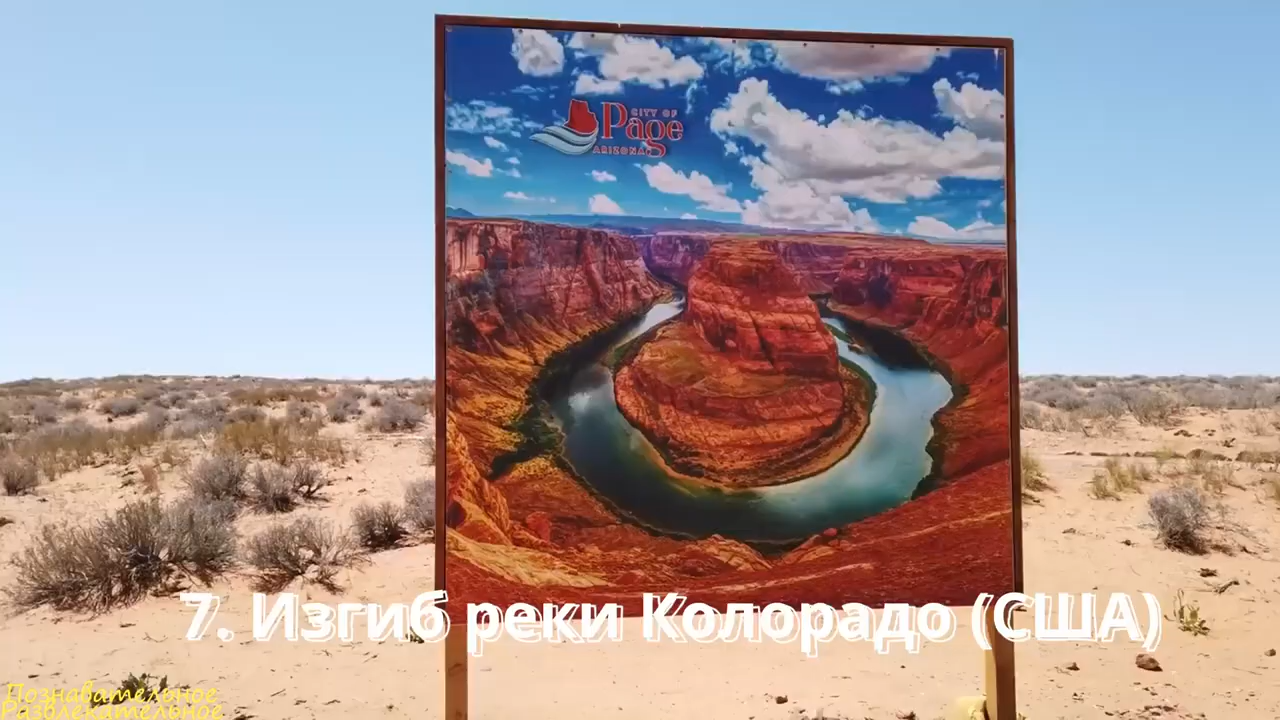 CITY OF
Page
ARIZONA
7. Изгиб реки Колорадо (США)
Познавательное
Развлекательное